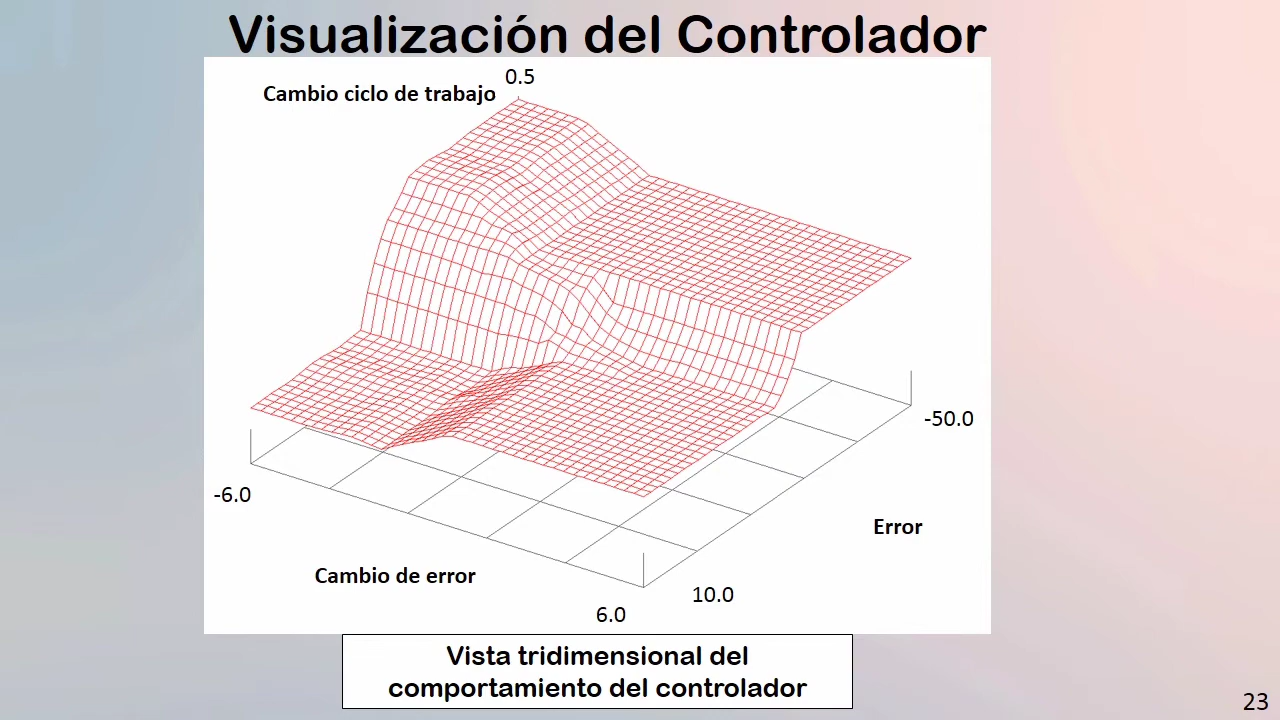 Visualización del Controlador
0.5
Cambio ciclo de trabajo
-50.0
-6.0
Error
Cambio de error
10.0
6.0
Vista tridimensional del
comportamiento del controlador
23